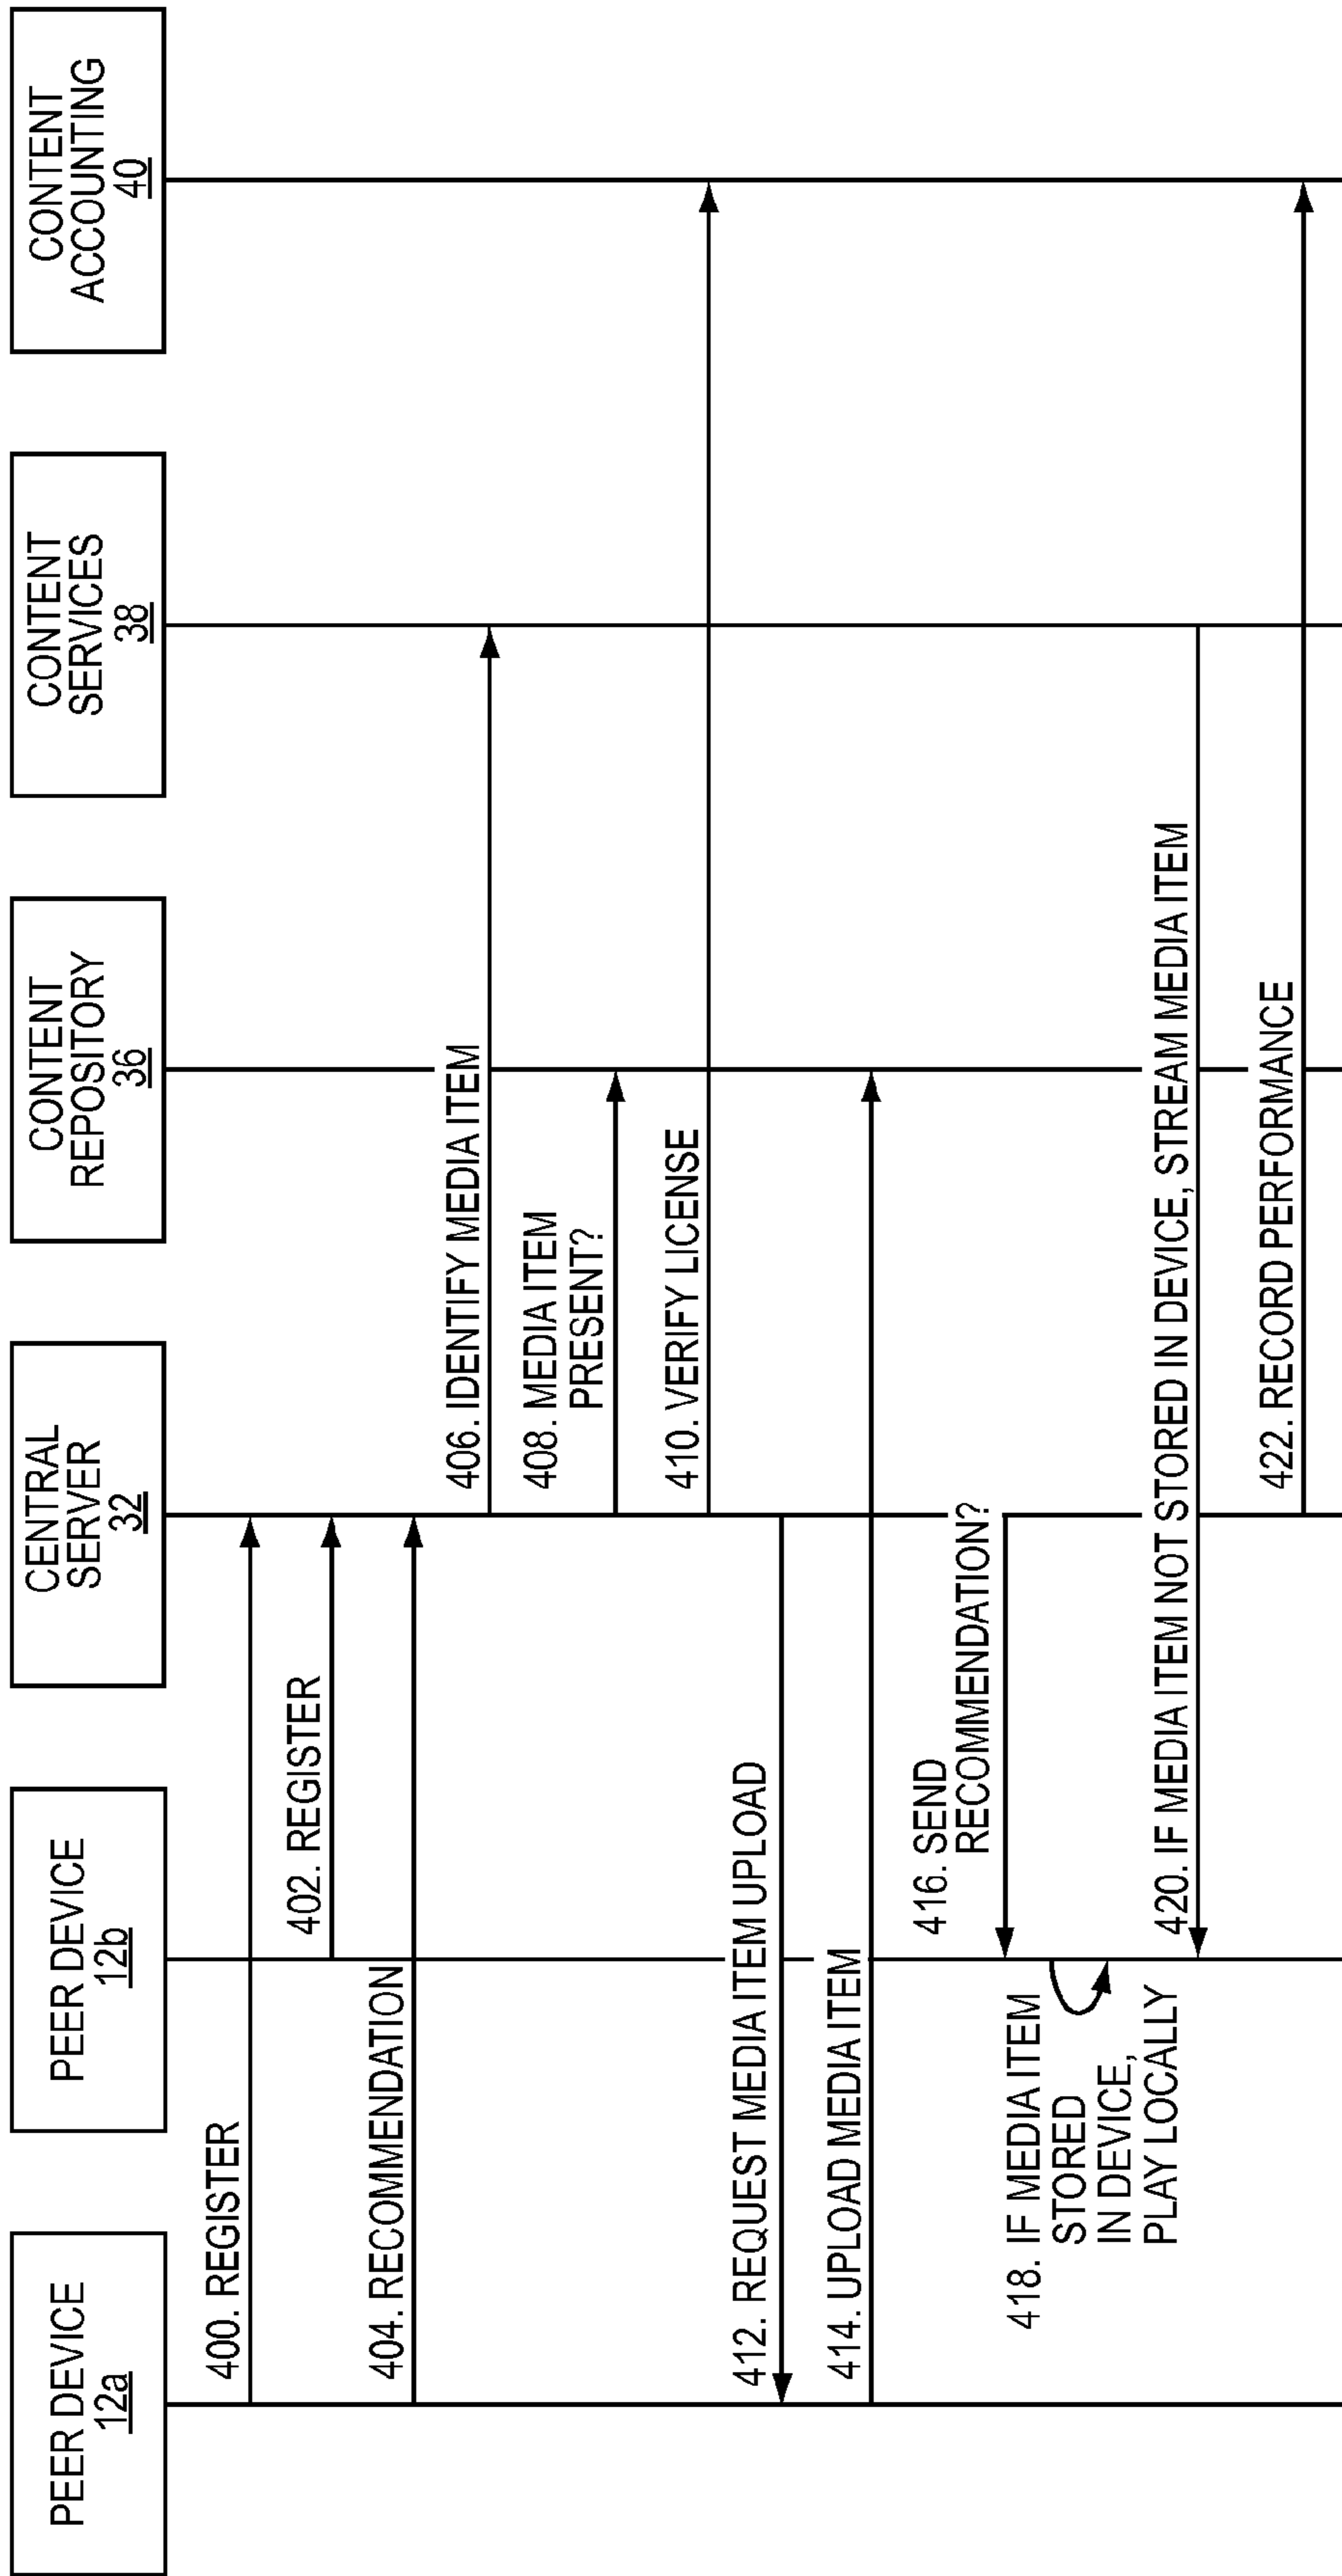 PEER DEVICE
12a
PEER DEVICE
12b
CENTRAL
SERVER
32
CONTENT
REPOSITORY
36
CONTENT
SERVICES
38
CONTENT
ACCOUNTING
40
400. REGISTER
402. REGISTER
404. RECOMMENDATION
406. IDENTIFY MEDIA ITEM
408. MEDIA ITEM
PRESENT?
410. VERIFY LICENSE
412. REQUEST MEDIA ITEM UPLOAD
414. UPLOAD MEDIA ITEM
416. SEND
RECOMMENDATION?
418. IF MEDIA ITEM
STORED
IN DEVICE,
PLAY LOCALLY
420. IF MEDIA ITEM NOT STORED IN DEVICE, STREAM MEDIA ITEM
422. RECORD PERFORMANCE